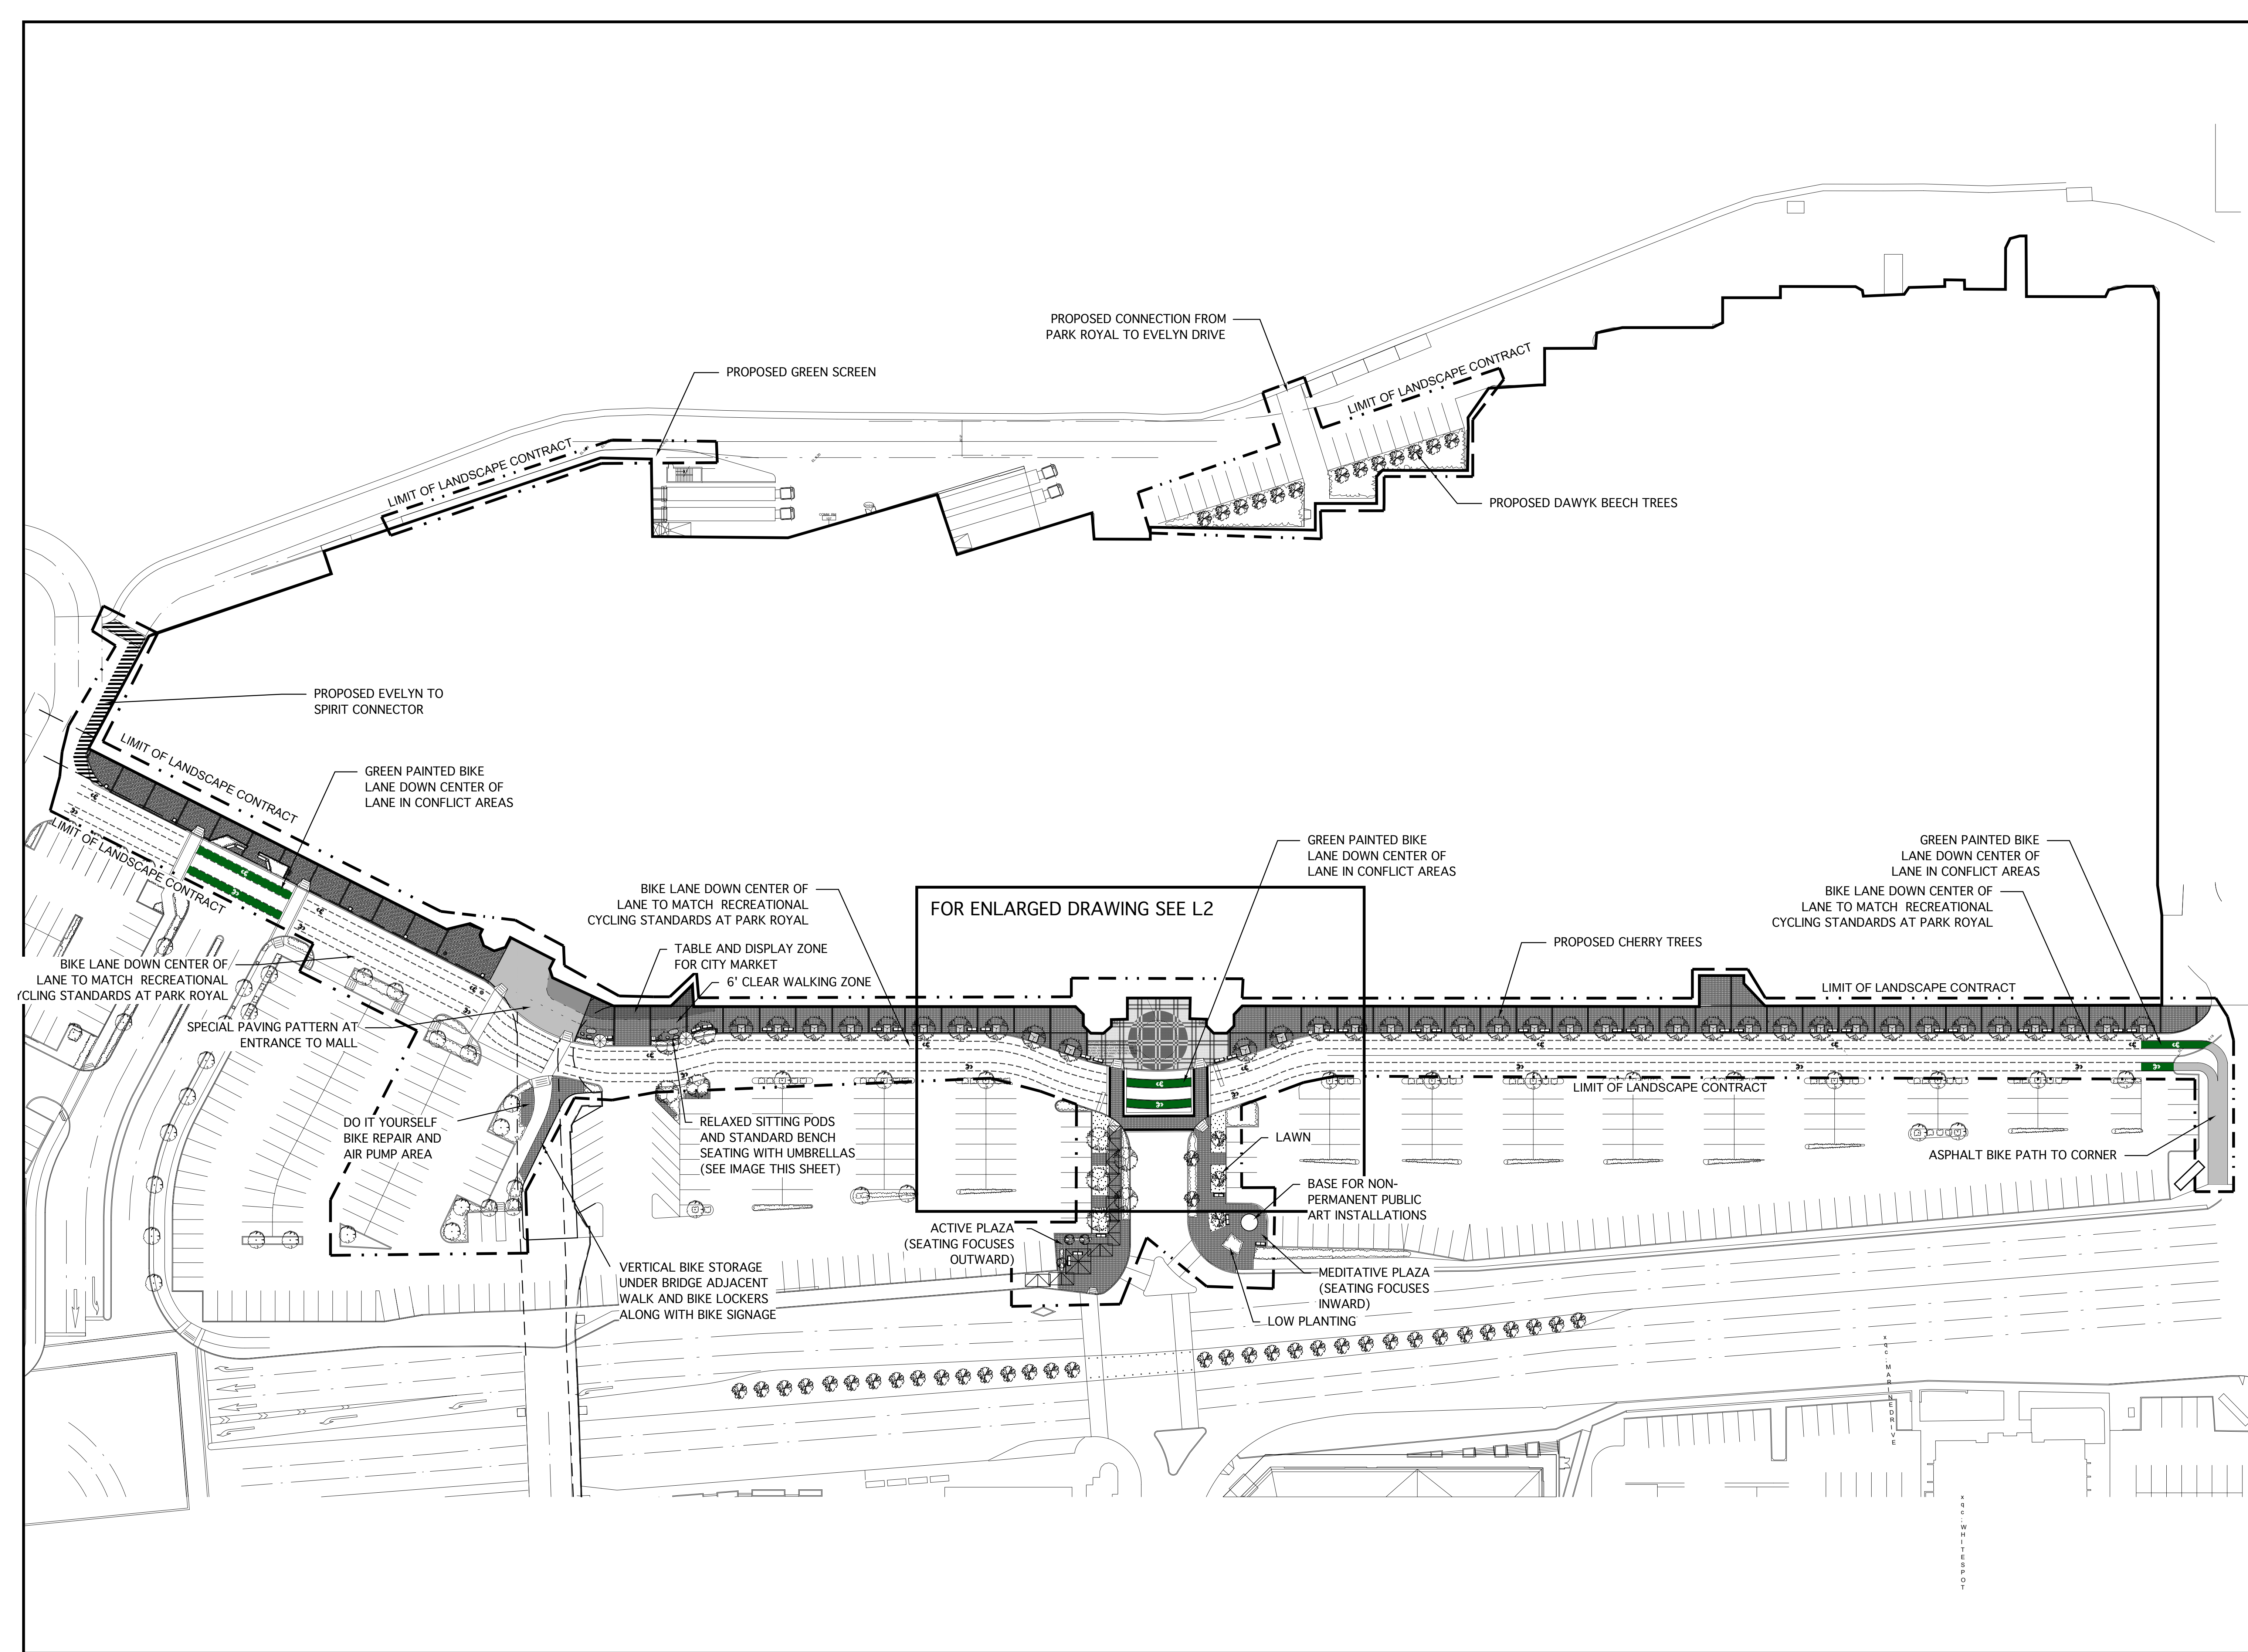 PROPOSED CONNECTION FROM
PARK ROYAL TO EVELYN DRIVE
PROPOSED GREEN SCREEN
LIMIT OF LANDSCAPE CONTRACT
LIMIT OF LANDSCAPE CONTRACT
PROPOSED DAWYK BEECH TREES
PROPOSED EVELYN TO
SPIRIT CONNECTOR
LIMIT OF LANDSCAPE CONTRACT
GREEN PAINTED BIKE
LANE DOWN CENTER OF
LANE IN CONFLICT AREAS
LIMIT OF LANDSCAPE CONTRACT
GREEN PAINTED BIKE
LANE DOWN CENTER OF
LANE IN CONFLICT AREAS
GREEN PAINTED BIKE
LANE DOWN CENTER OF
LANE IN CONFLICT AREAS
BIKE LANE DOWN CENTER OF
LANE TO MATCH RECREATIONAL
CYCLING STANDARDS AT PARK ROYAL
FOR ENLARGED DRAWING SEE L2
BIKE LANE DOWN CENTER OF
LANE TO MATCH RECREATIONAL
CYCLING STANDARDS AT PARK ROYAL
TABLE AND DISPLAY ZONE
FOR CITY MARKET
PROPOSED CHERRY TREES
BIKE LANE DOWN CENTER OF
LANE TO MATCH RECREATIONAL
YCLING STANDARDS AT PARK ROYAL
6' CLEAR WALKING ZONE
LIMIT OF LANDSCAPE CONTRACT
SPECIAL PAVING PATTERN AT
ENTRANCE TO MALL
LIMIT OF LANDSCAPE CONTRACT
DO IT YOURSELF
BIKE REPAIR AND
AIR PUMP AREA
RELAXED SITTING PODS
AND STANDARD BENCH
SEATING WITH UMBRELLAS
(SEE IMAGE THIS SHEET)
LAWN
ASPHALT BIKE PATH TO CORNER
BASE FOR NON-
PERMANENT PUBLIC
ART INSTALLATIONS
ACTIVE PLAZA
(SEATING FOCUSES
OUTWARD)
VERTICAL BIKE STORAGE
UNDER BRIDGE ADJACENT
WALK AND BIKE LOCKERS
ALONG WITH BIKE SIGNAGE
MEDITATIVE PLAZA
(SEATING FOCUSES
INWARD)
LOW PLANTING
xqc:MARINEDRIVE
xqc:WHITESPOT